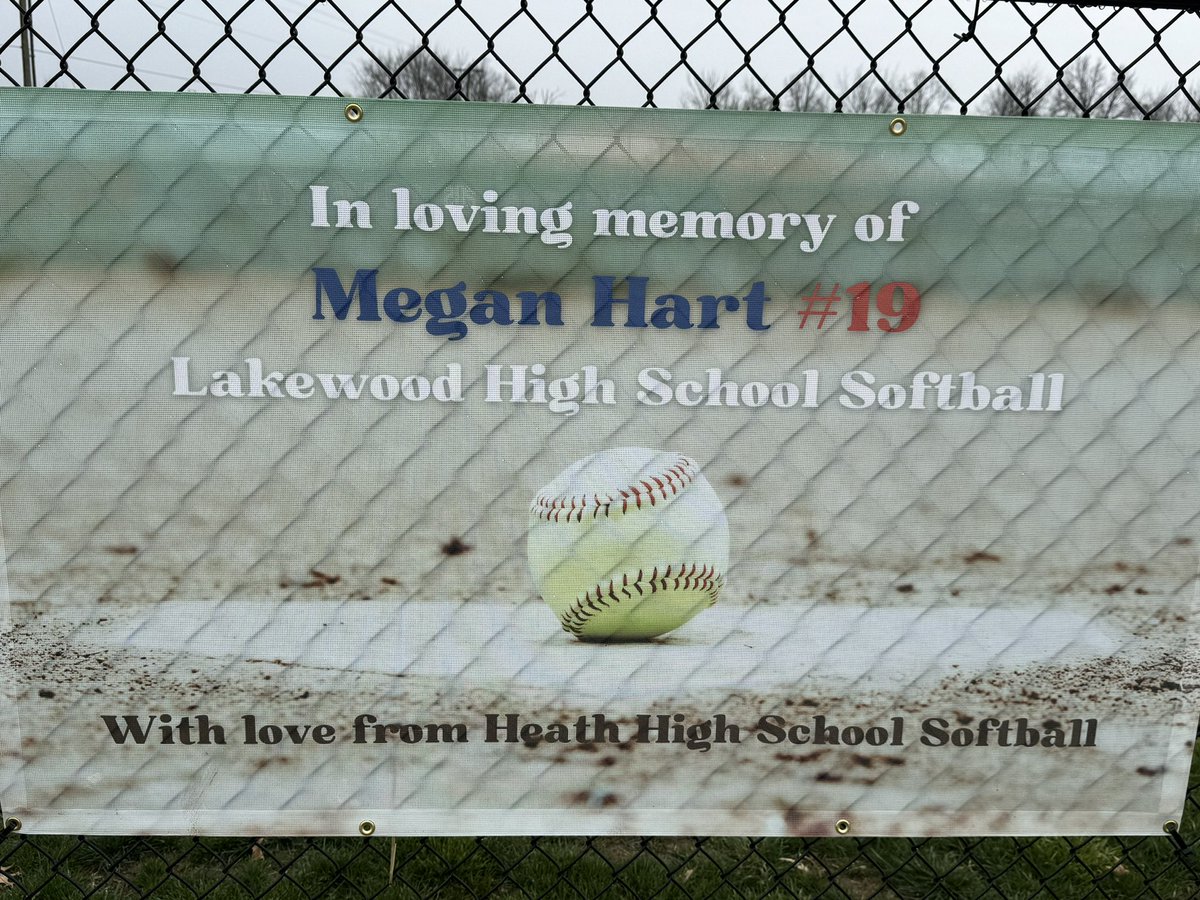 In loving memory of
Megan Hart #19
Lakewood High School Softball
With love from Heath High School Softball